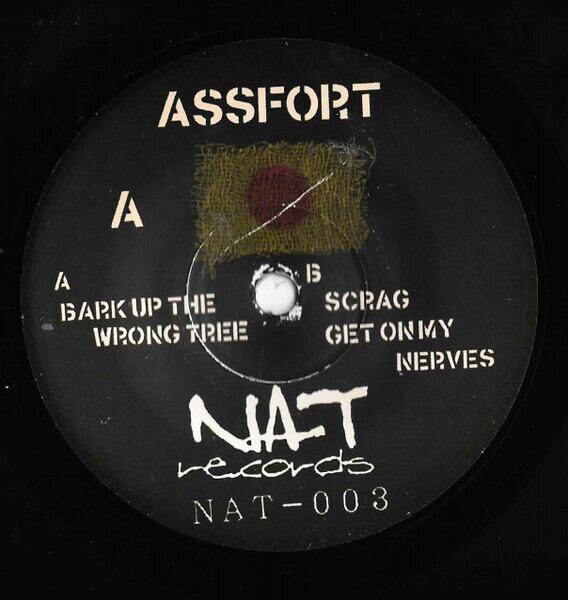 ASSFORT
A
A
BARK UP THE
WRONG TREE
B
SCRAG
GET ON MY
NERVES
NAT
records
NAT-003